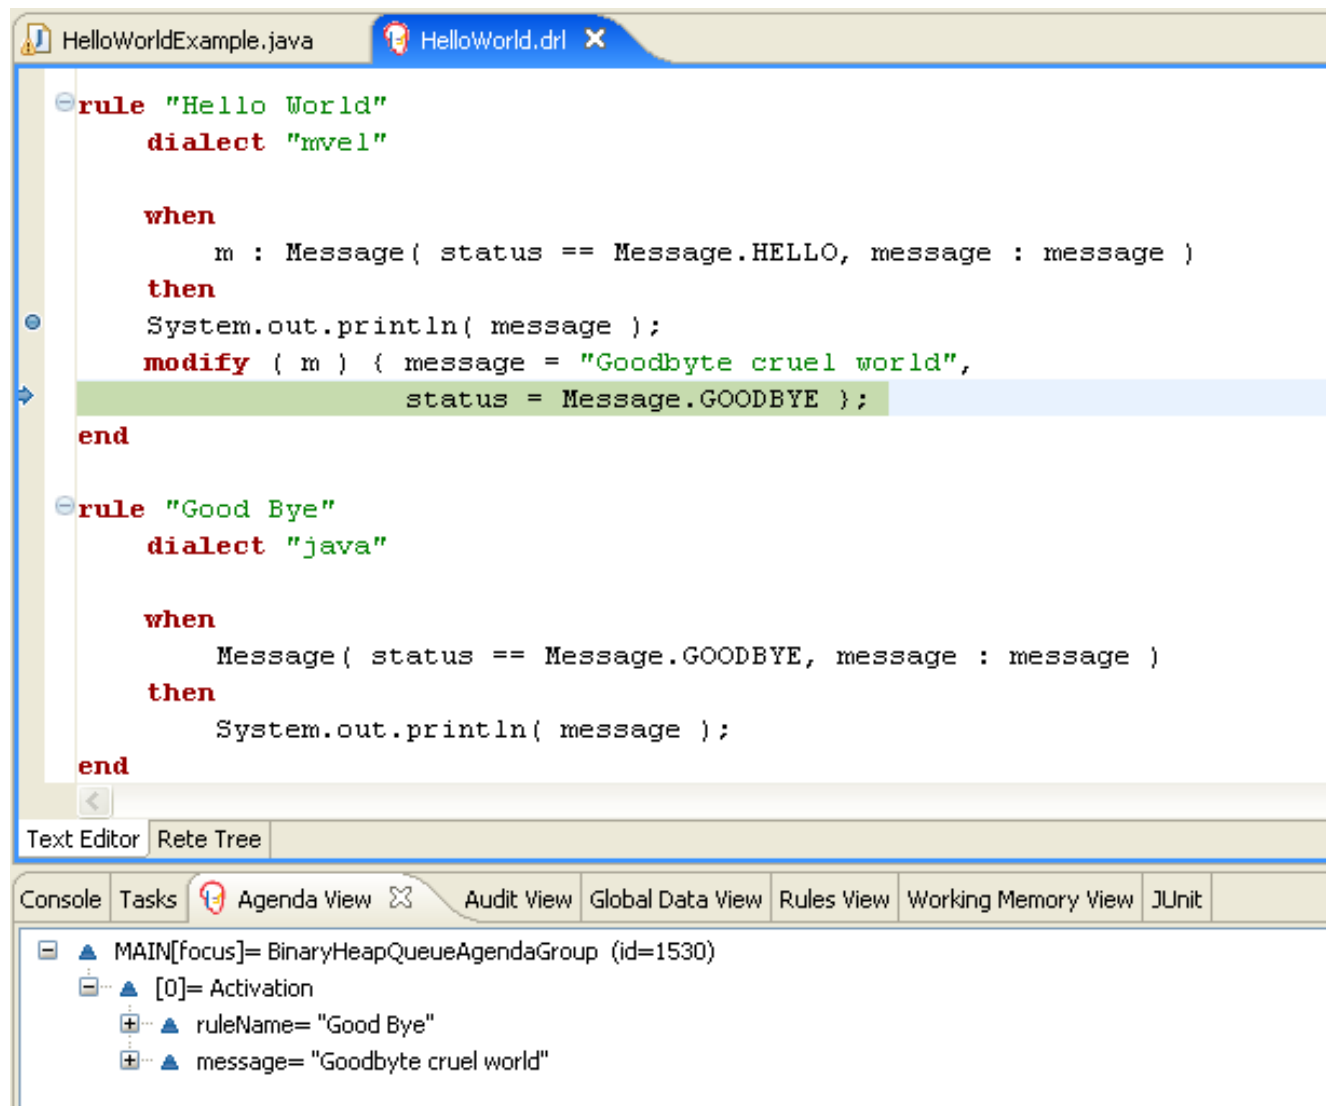 HelloWorldExample.java HelloWorld.drl
rule "Hello World"
dialect "mvel"
when
m : Message( status == Message.HELLO, message : message )
then
System.out.println( message );
modify ( m ) { message = "Goodbyte cruel world",
status = Message.GOODBYE };
end
rule "Good Bye"
dialect "java"
when
Message( status == Message.GOODBYE, message : message )
then
System.out.println( message );
end
Text Editor Rete Tree
Console Tasks Agenda View Audit View Global Data View Rules View Working Memory View JUnit
MAIN[focus]= BinaryHeapQueueAgendaGroup (id=1530)
[0]= Activation
ruleName= "Good Bye"
message= "Goodbyte cruel world"